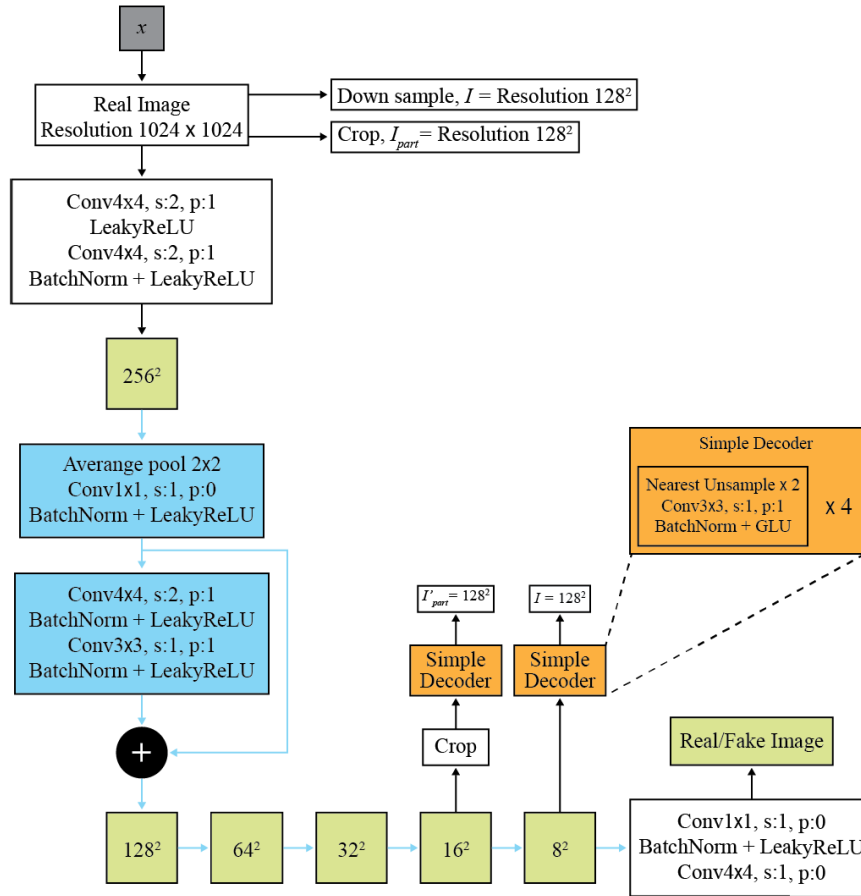 x
Real Image
Resolution 1024 x 1024
Down sample, I = Resolution 128²
Crop, I_part = Resolution 128²
Conv4x4, s:2, p:1
LeakyReLU
Conv4x4, s:2, p:1
BatchNorm + LeakyReLU
256²
Averange pool 2x2
Conv1x1, s:1, p:0
BatchNorm + LeakyReLU
Conv4x4, s:2, p:1
BatchNorm + LeakyReLU
Conv3x3, s:1, p:1
BatchNorm + LeakyReLU
+
Simple Decoder
Nearest Unsample x 2
Conv3x3, s:1, p:1
BatchNorm + GLU
x 4
I'_part = 128²
I = 128²
Simple
Decoder
Simple
Decoder
Crop
Real/Fake Image
128²
64²
32²
16²
8²
Conv1x1, s:1, p:0
BatchNorm + LeakyReLU
Conv4x4, s:1, p:0